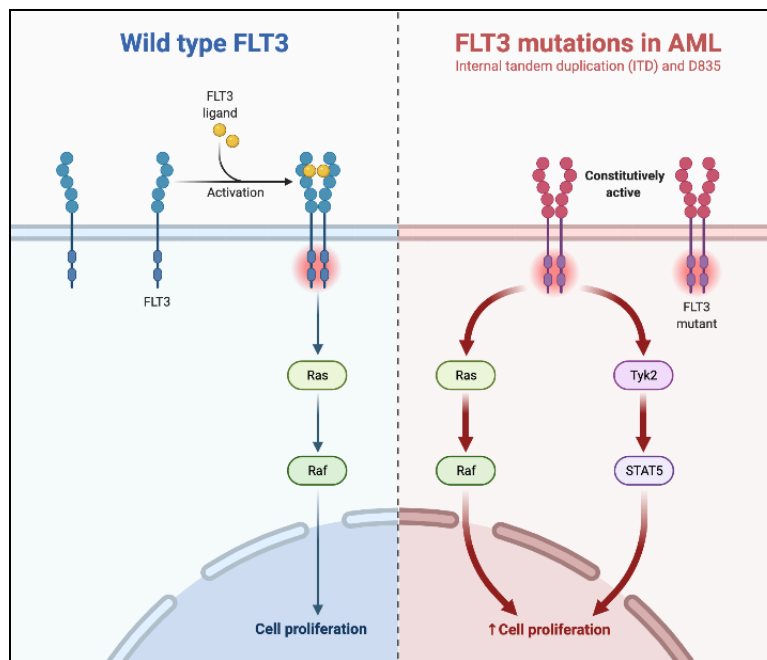 Wild type FLT3
FLT3
ligand
Activation
FLT3
Ras
Raf
Cell proliferation
FLT3 mutations in AML
Internal tandem duplication (ITD) and D835
Constitutively
active
FLT3
mutant
Ras
Tyk2
Raf
STAT5
↑Cell proliferation